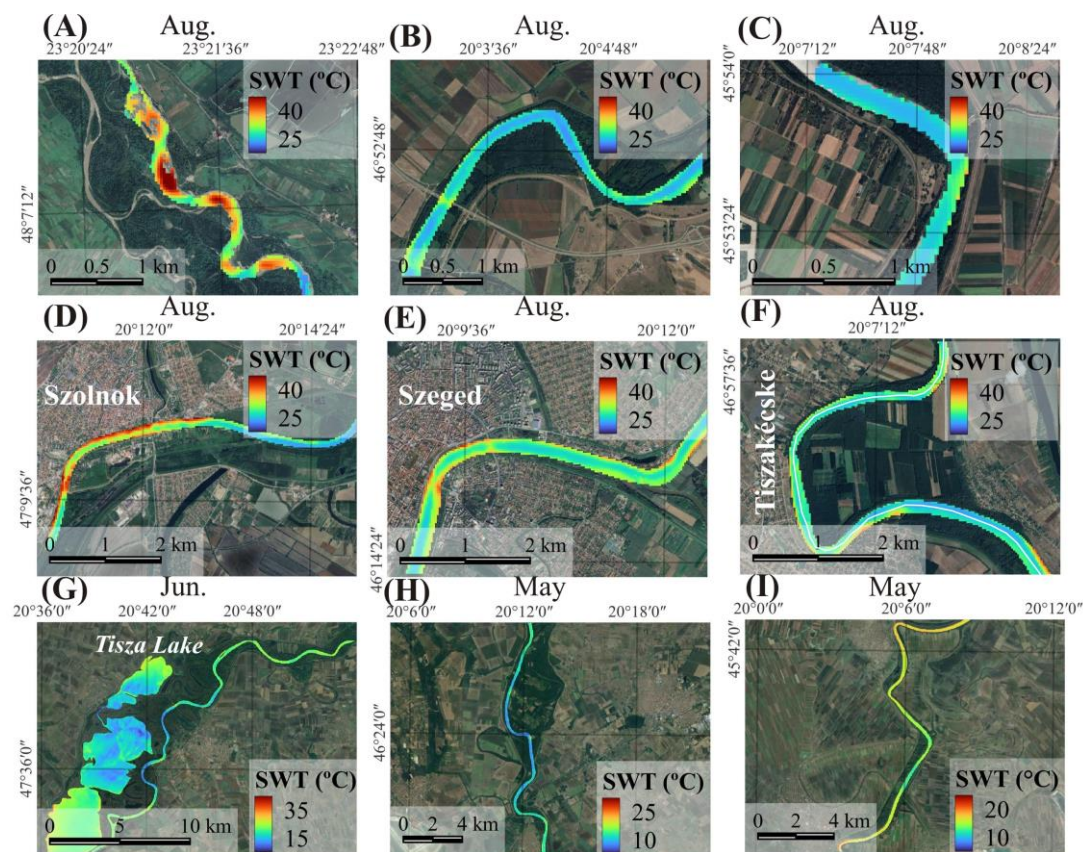 (A) Aug.
23°20′24″ 23°21′36″ 23°22′48″
SWT (ºC)
40
25
48°7′12″
0 0.5 1 km
(B) Aug.
20°3′36″ 20°4′48″
SWT (ºC)
40
25
46°52′48″
0 0.5 1 km
(C) Aug.
20°7′12″ 20°7′48″ 20°8′24″
45°54′0″
SWT (ºC)
40
25
45°53′24″
0 0.5 1 km
(D) Aug.
20°12′0″ 20°14′24″
SWT (ºC)
40
25
Szolnok
47°9′36″
0 1 2 km
(E) Aug.
20°9′36″ 20°12′0″
SWT (ºC)
40
25
Szeged
46°14′24″
0 1 2 km
(F) Aug.
20°7′12″
46°57′36″
SWT (ºC)
40
25
Tiszakécske
0 1 2 km
(G) Jun.
20°36′0″ 20°42′0″ 20°48′0″
Tisza Lake
47°36′0″
SWT (ºC)
35
15
0 5 10 km
(H) May
20°6′0″ 20°12′0″ 20°18′0″
46°24′0″
SWT (ºC)
25
10
0 2 4 km
(I) May
20°0′0″ 20°6′0″ 20°12′0″
45°42′0″
SWT (°C)
20
10
0 2 4 km